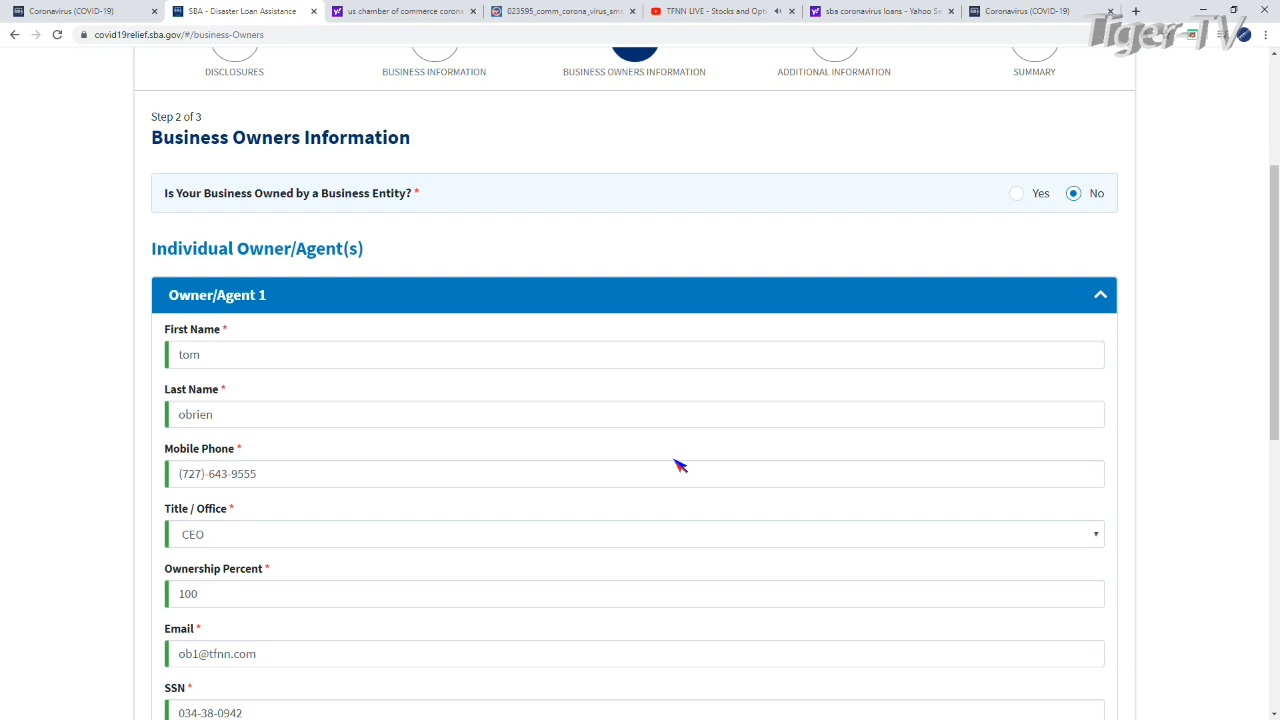 Coronavirus (COVID-19)
SBA - Disaster Loan Assistance
us chamber of commerce corona
023595_comm_corona_virus_sm
TFNN LIVE - Stocks and Opti
sba coronavirus loans - Yahoo Se
Coronavirus (COVID-19)
Tiger-TV
covid19relief.sba.gov/#/business-Owners
DISCLOSURES
BUSINESS INFORMATION
BUSINESS OWNERS INFORMATION
ADDITIONAL INFORMATION
SUMMARY
Step 2 of 3
Business Owners Information
Is Your Business Owned by a Business Entity? * Yes No
Individual Owner/Agent(s)
Owner/Agent 1
First Name *
tom
Last Name *
obrien
Mobile Phone *
(727)-643-9555
Title / Office *
CEO
Ownership Percent *
100
Email *
ob1@tfnn.com
SSN *
034-38-0942